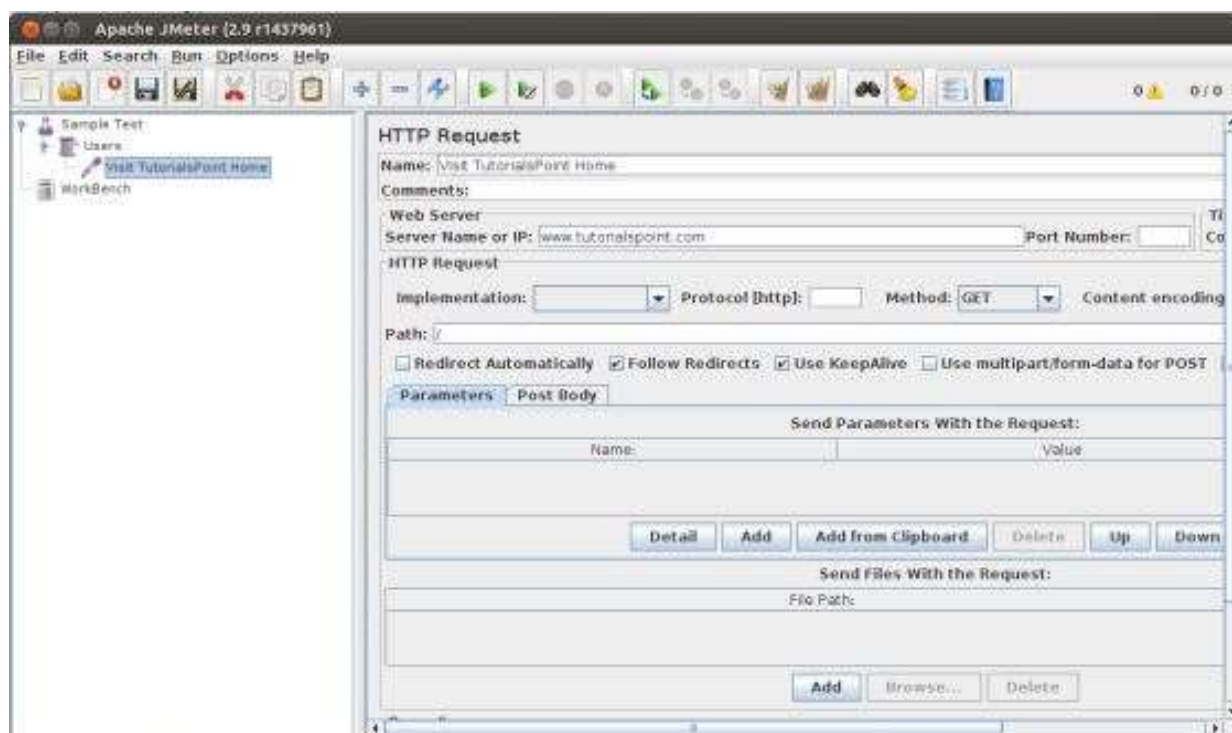 Apache JMeter (2.9 r1437961)
File Edit Search Run Options Help
0 0 / 0
Sample Test
Users
Visit TutorialsPoint Home
WorkBench
HTTP Request
Name: Visit TutorialsPoint Home
Comments:
Web Server
Server Name or IP: www.tutorialspoint.com Port Number:
HTTP Request
Implementation: Protocol [http]: Method: GET Content encoding
Path: /
Redirect Automatically Follow Redirects Use KeepAlive Use multipart/form-data for POST
Parameters Post Body
Send Parameters With the Request:
Name: Value
Detail Add Add from Clipboard Delete Up Down
Send Files With the Request:
File Path:
Add Browse... Delete